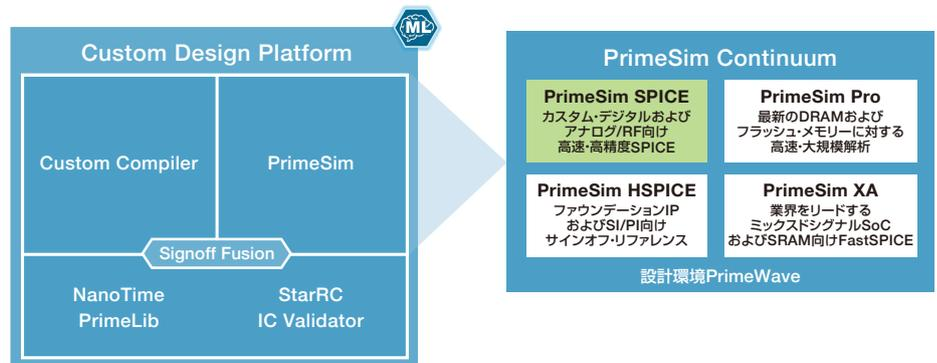 ML
Custom Design Platform
Custom Compiler
PrimeSim
Signoff Fusion
NanoTime
PrimeLib
StarRC
IC Validator
PrimeSim Continuum
PrimeSim SPICE
カスタム・デジタルおよび
アナログ/RF向け
高速・高精度SPICE
PrimeSim Pro
最新のDRAMおよび
フラッシュ・メモリーに対する
高速・大規模解析
PrimeSim HSPICE
ファウンデーションIP
およびSI/PI向け
サインオフ・リファレンス
PrimeSim XA
業界をリードする
ミックスドシグナルSoC
およびSRAM向けFastSPICE
設計環境PrimeWave